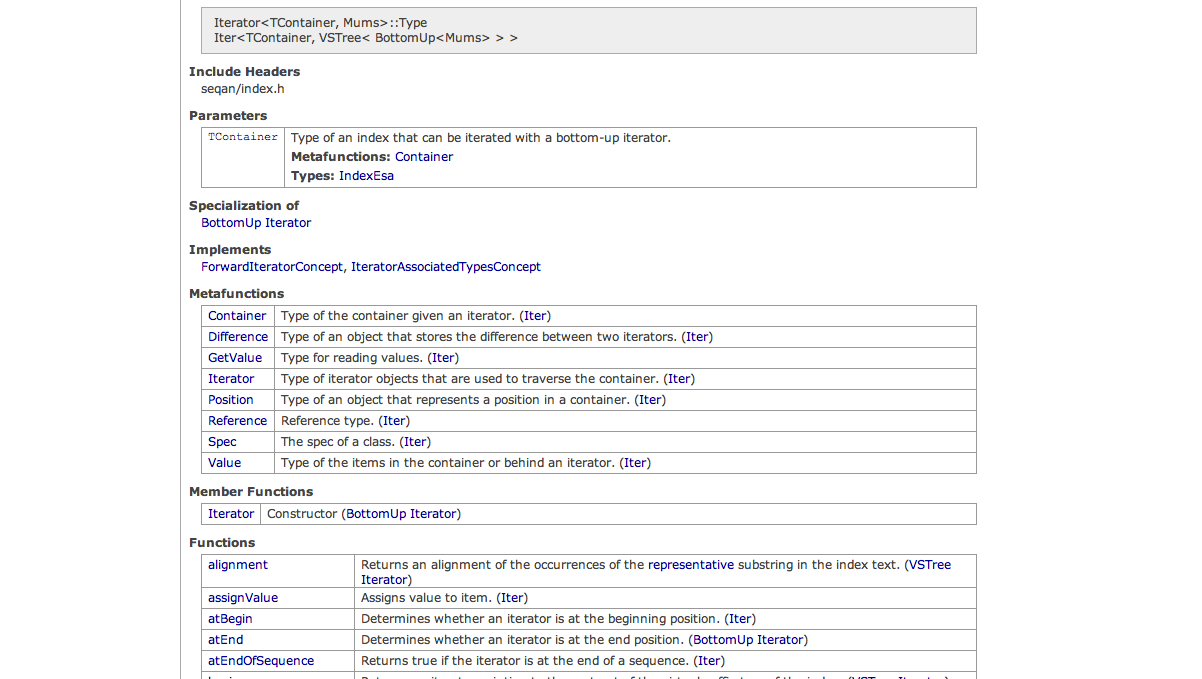 Iterator<TContainer, Mums>::Type
Iter<TContainer, VSTree< BottomUp<Mums> > >
Include Headers
seqan/index.h
Parameters
TContainer Type of an index that can be iterated with a bottom-up iterator.
Metafunctions: Container
Types: IndexEsa
Specialization of
BottomUp Iterator
Implements
ForwardIteratorConcept, IteratorAssociatedTypesConcept
Metafunctions
Container Type of the container given an iterator. (Iter)
Difference Type of an object that stores the difference between two iterators. (Iter)
GetValue Type for reading values. (Iter)
Iterator Type of iterator objects that are used to traverse the container. (Iter)
Position Type of an object that represents a position in a container. (Iter)
Reference Reference type. (Iter)
Spec The spec of a class. (Iter)
Value Type of the items in the container or behind an iterator. (Iter)
Member Functions
Iterator Constructor (BottomUp Iterator)
Functions
alignment Returns an alignment of the occurrences of the representative substring in the index text. (VSTree
Iterator)
assignValue Assigns value to item. (Iter)
atBegin Determines whether an iterator is at the beginning position. (Iter)
atEnd Determines whether an iterator is at the end position. (BottomUp Iterator)
atEndOfSequence Returns true if the iterator is at the end of a sequence. (Iter)